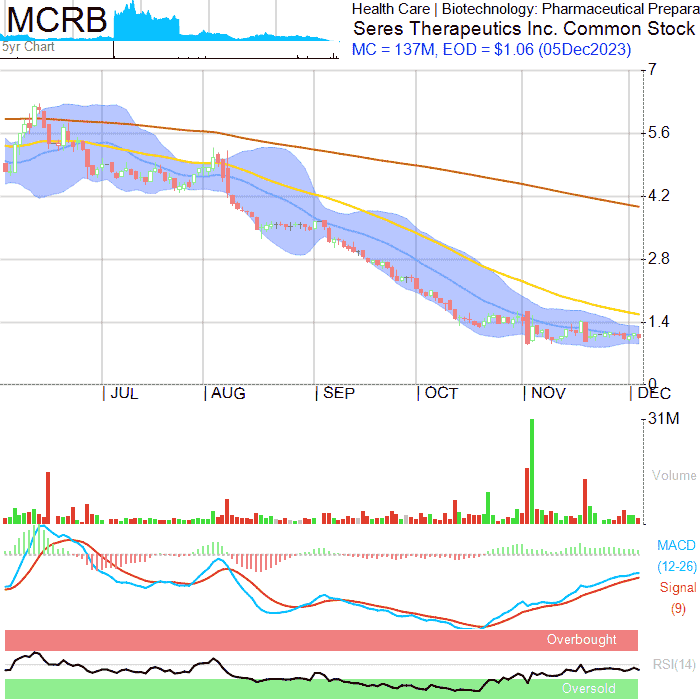 MCRB
5yr Chart
Health Care | Biotechnology: Pharmaceutical Prepara
Seres Therapeutics Inc. Common Stock
MC = 137M, EOD = $1.06 (05Dec2023)
7
5.6
4.2
2.8
1.4
0
| JUL | AUG | SEP | OCT | NOV | DEC
31M
Volume
MACD
(12-26)
Signal
(9)
Overbought
RSI(14)
Oversold